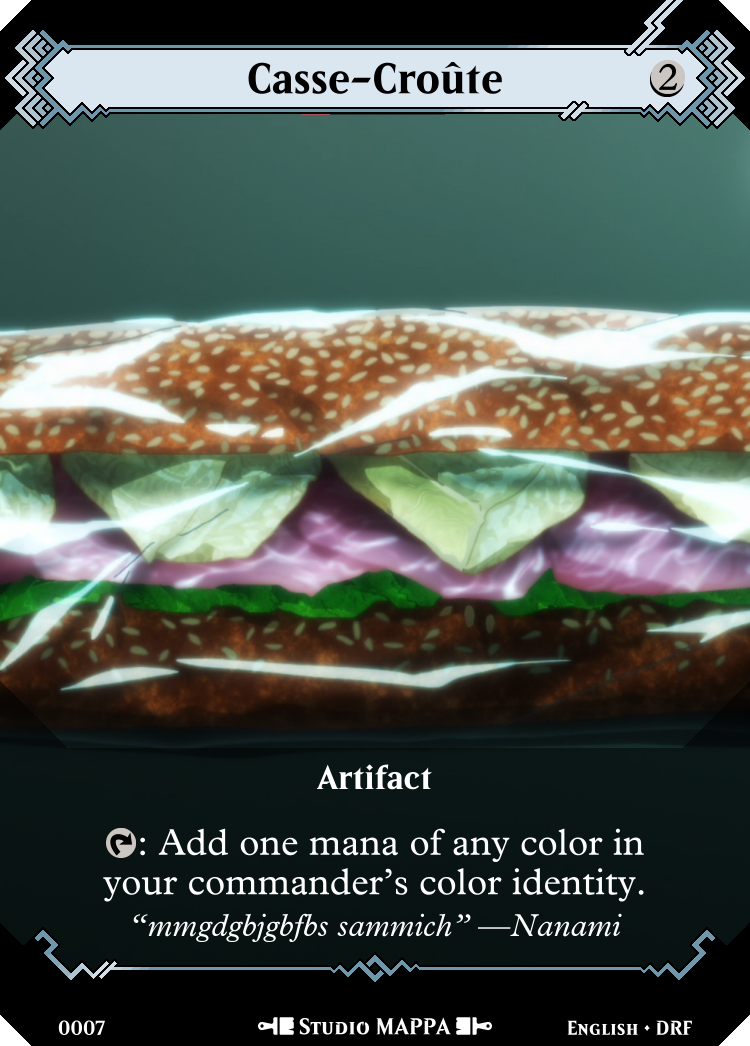 Casse-Croûte 2
Artifact
: Add one mana of any color in
your commander's color identity.
“mmgdgbjgbfbs sammich” —Nanami
0007 Studio MAPPA English • DRF